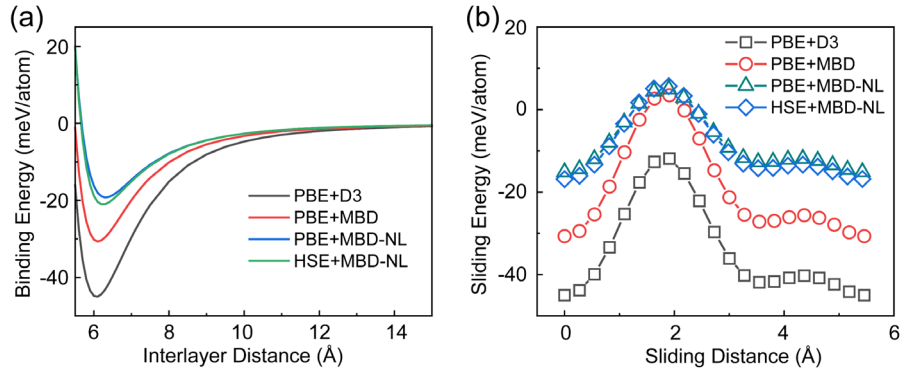 (a)
20
0
-20
-40
Binding Energy (meV/atom)
PBE+D3
PBE+MBD
PBE+MBD-NL
HSE+MBD-NL
6
8
10
12
14
Interlayer Distance (Å)
(b)
20
0
-20
-40
Sliding Energy (meV/atom)
PBE+D3
PBE+MBD
PBE+MBD-NL
HSE+MBD-NL
0
2
4
6
Sliding Distance (Å)